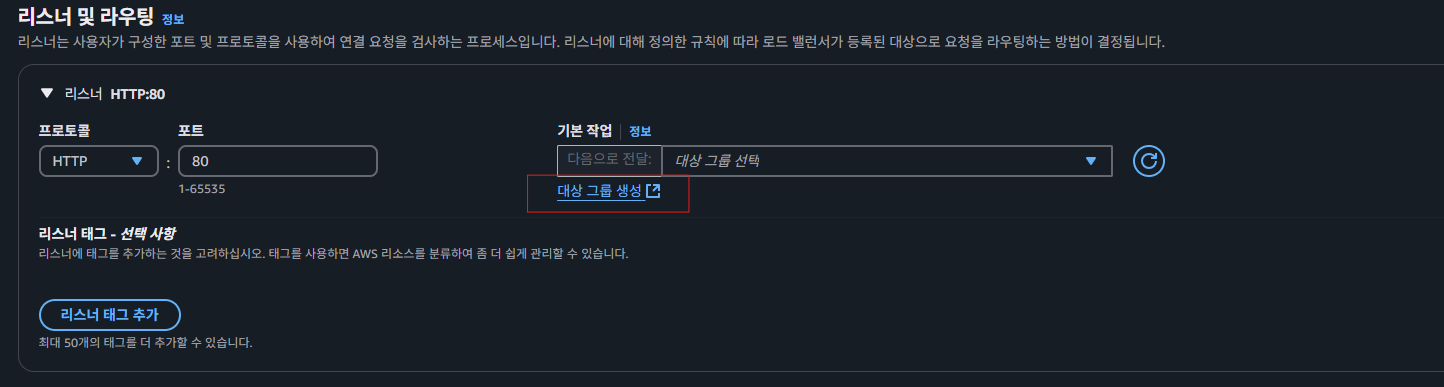 리스너 및 라우팅 정보
리스너는 사용자가 구성한 포트 및 프로토콜을 사용하여 연결 요청을 검사하는 프로세스입니다. 리스너에 대해 정의한 규칙에 따라 로드 밸런서가 등록된 대상으로 요청을 라우팅하는 방법이 결정됩니다.
리스너 HTTP:80
프로토콜 포트 기본 작업 정보
HTTP : 80 다음으로 전달: 대상 그룹 선택
1-65535 대상 그룹 생성
리스너 태그 - 선택 사항
리스너에 태그를 추가하는 것을 고려하십시오. 태그를 사용하면 AWS 리소스를 분류하여 좀 더 쉽게 관리할 수 있습니다.
리스너 태그 추가
최대 50개의 태그를 더 추가할 수 있습니다.